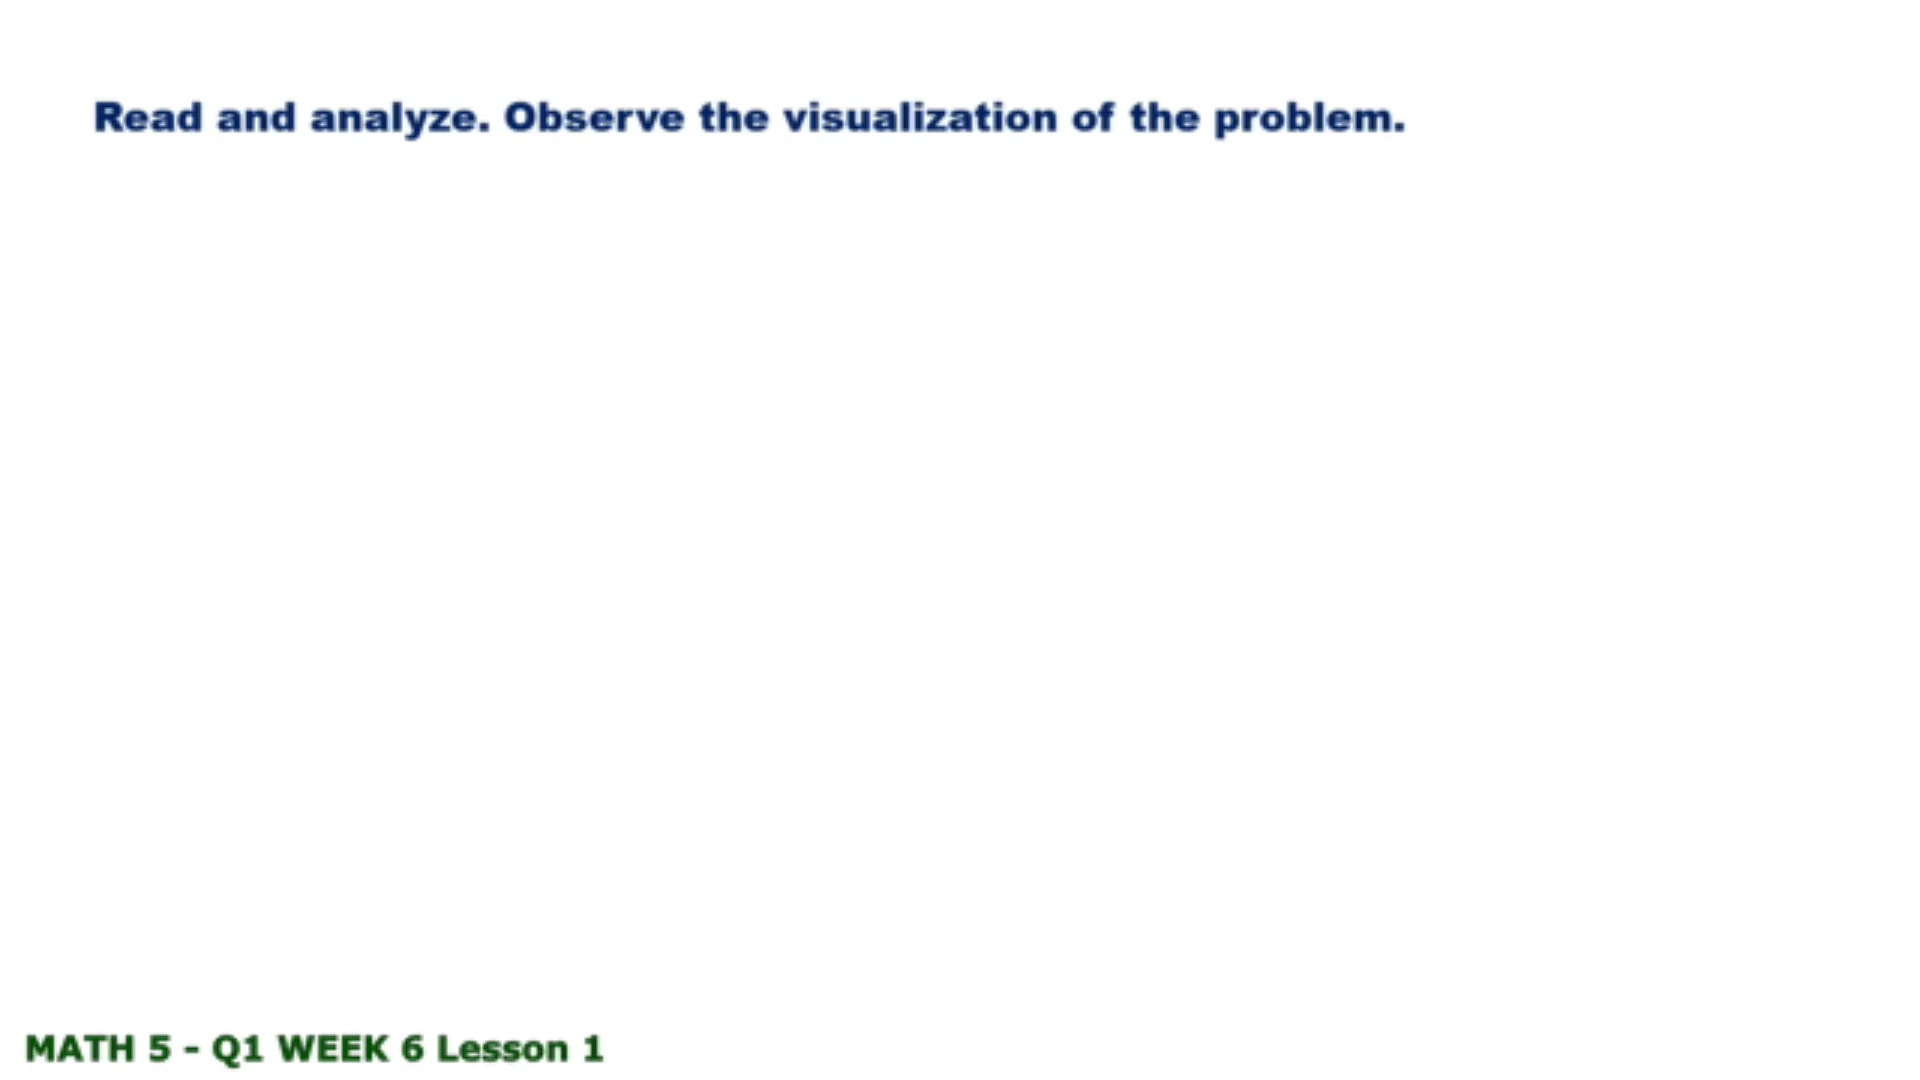 Read and analyze. Observe the visualization of the problem.
MATH 5 - Q1 WEEK 6 Lesson 1